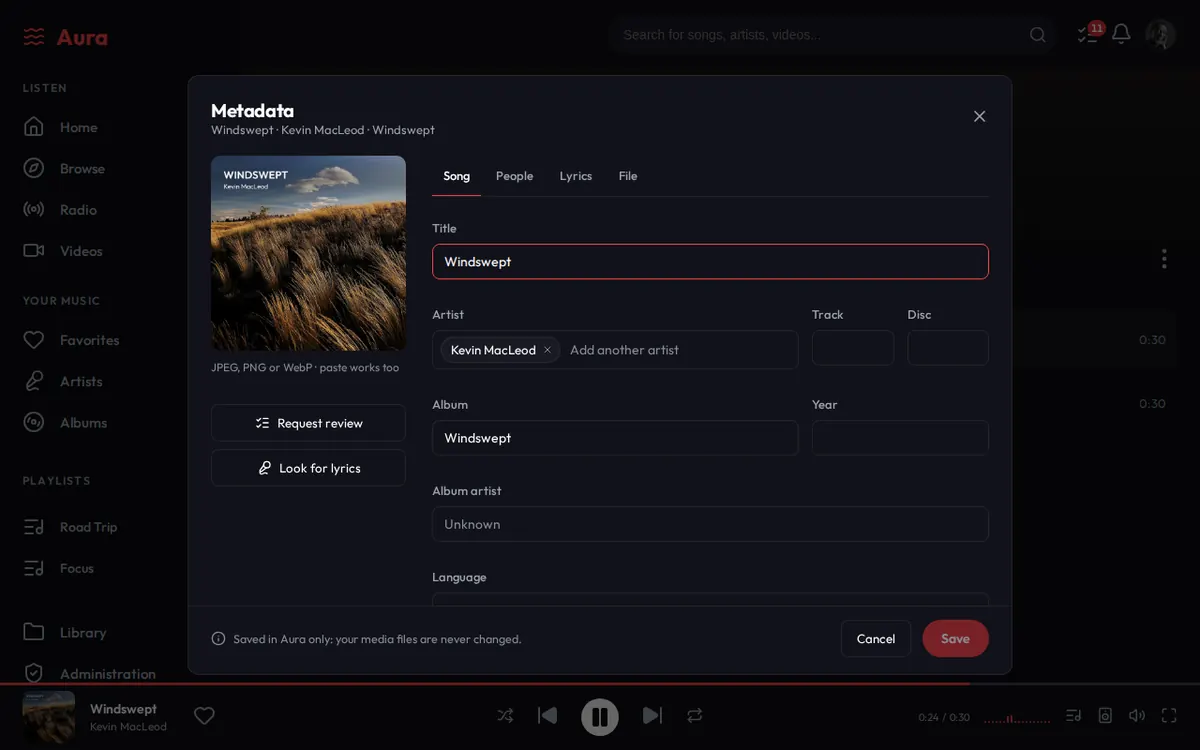 Aura
Search for songs, artists, videos...
11
LISTEN
Home
Browse
Radio
Videos
YOUR MUSIC
Favorites
Artists
Albums
PLAYLISTS
Road Trip
Focus
Library
Administration
Metadata
Windswept · Kevin MacLeod · Windswept
WINDSWEPT
Kevin MacLeod
JPEG, PNG or WebP · paste works too
Request review
Look for lyrics
Song People Lyrics File
Title
Windswept
Artist Track Disc
Kevin MacLeod × Add another artist
Album Year
Windswept
Album artist
Unknown
Language
Saved in Aura only: your media files are never changed.
Cancel Save
0:30
0:30
Windswept
Kevin MacLeod
0:24 / 0:30